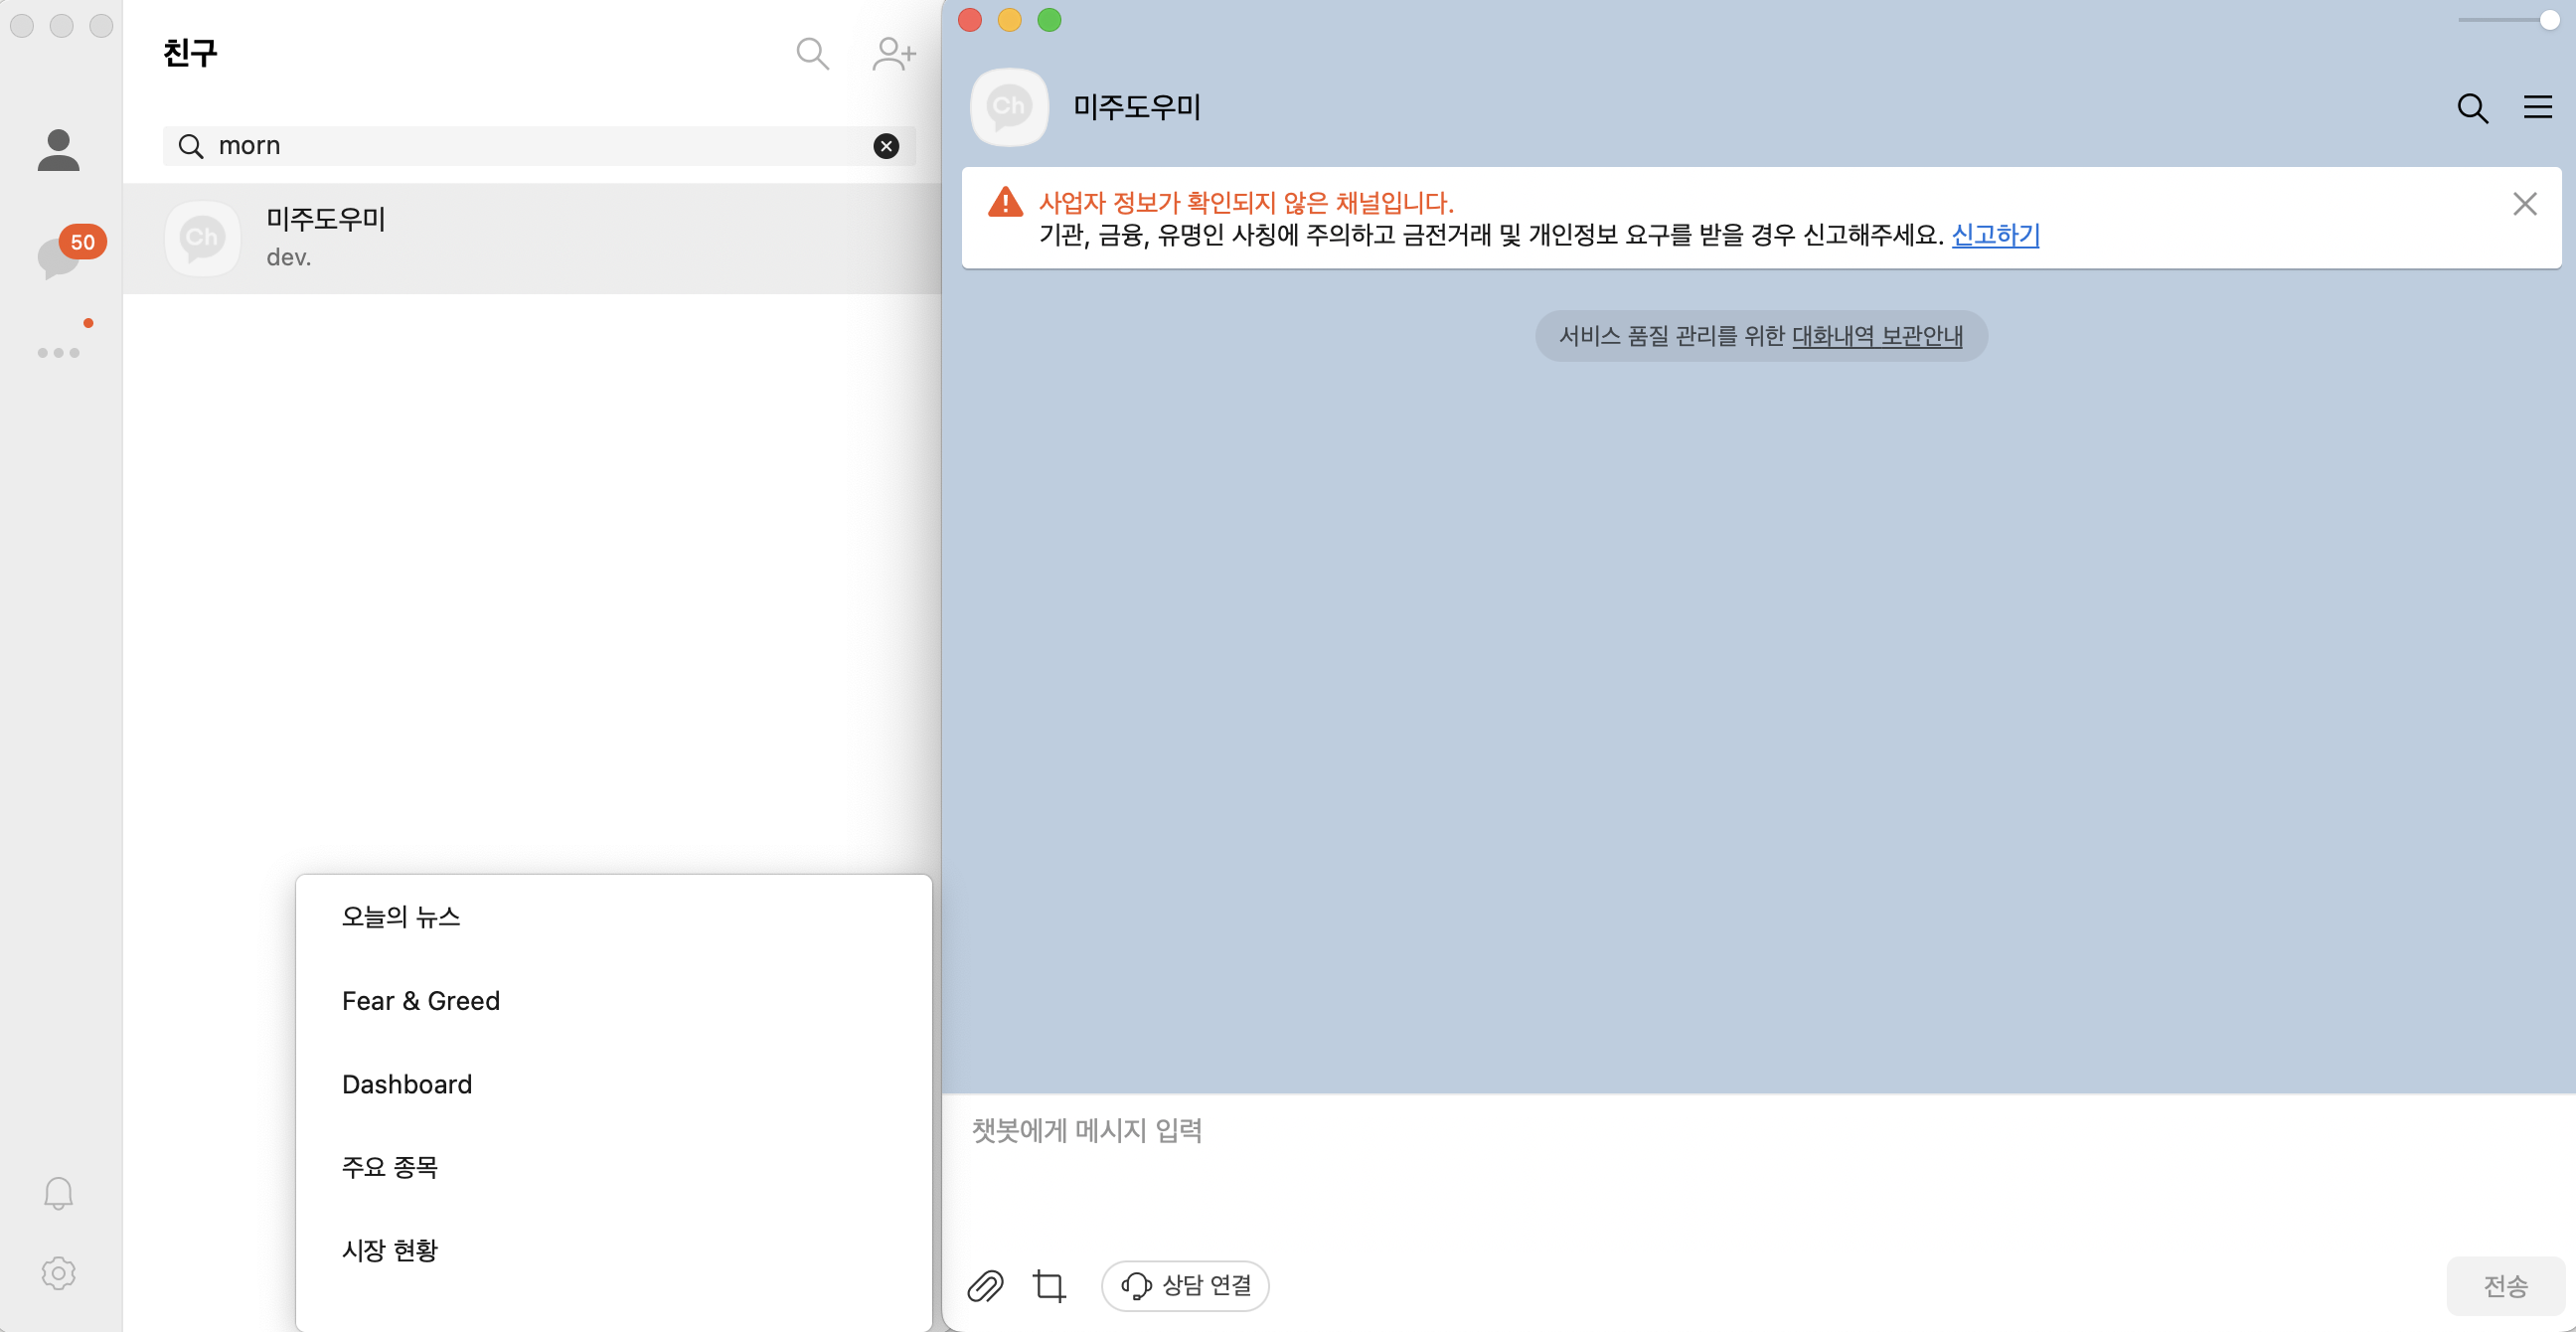 친구
morn
Ch
미주도우미
dev.
50
오늘의 뉴스
Fear & Greed
Dashboard
주요 종목
시장 현황
Ch
미주도우미
사업자 정보가 확인되지 않은 채널입니다.
기관, 금융, 유명인 사칭에 주의하고 금전거래 및 개인정보 요구를 받을 경우 신고해주세요. 신고하기
서비스 품질 관리를 위한 대화내역 보관안내
챗봇에게 메시지 입력
상담 연결
전송